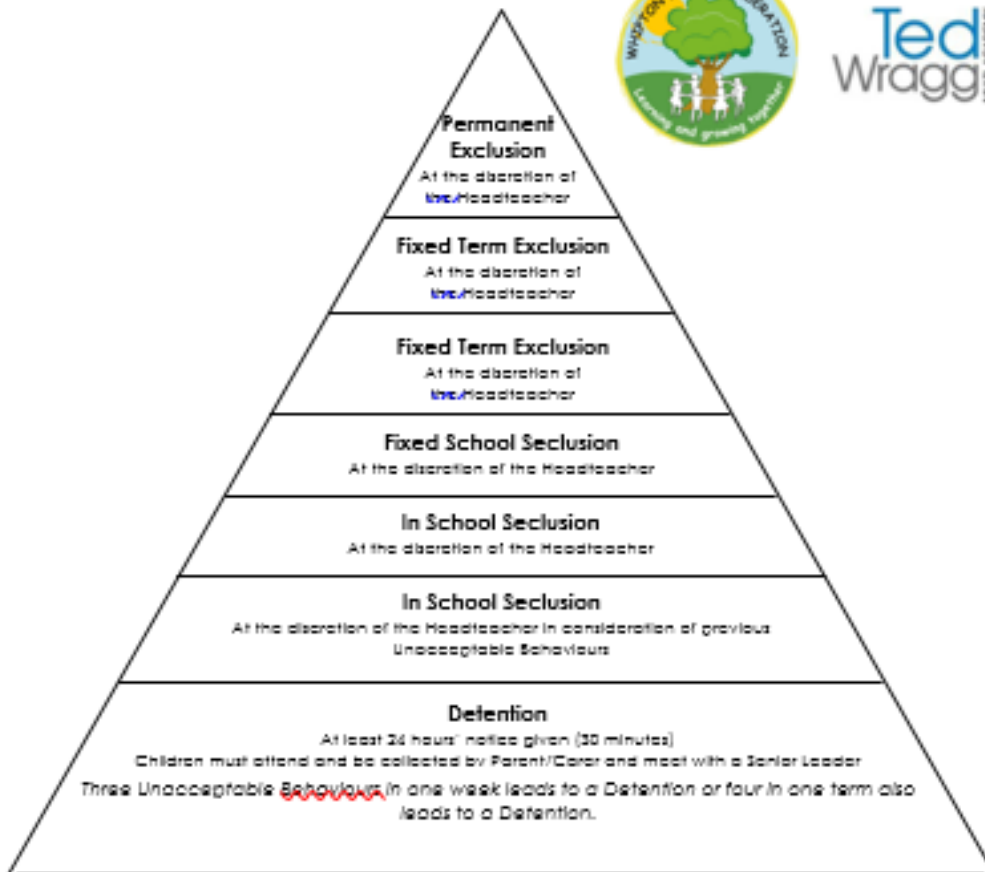 WHIPTON
ERATION
Learning and growing together
Ted
Wragg
Permanent
Exclusion
At the discretion of
the Headteacher
Fixed Term Exclusion
At the discretion of
the Headteacher
Fixed Term Exclusion
At the discretion of
the Headteacher
Fixed School Seclusion
At the discretion of the Headteacher
In School Seclusion
At the discretion of the Headteacher
In School Seclusion
At the discretion of the Headteacher in consideration of previous
Unacceptable Behaviours
Detention
At least 24 hours' notice given (30 minutes)
Children must attend and be collected by Parent/Carer and meet with a Senior Leader
Three Unacceptable Behaviours in one week leads to a Detention or four in one term also
leads to a Detention.